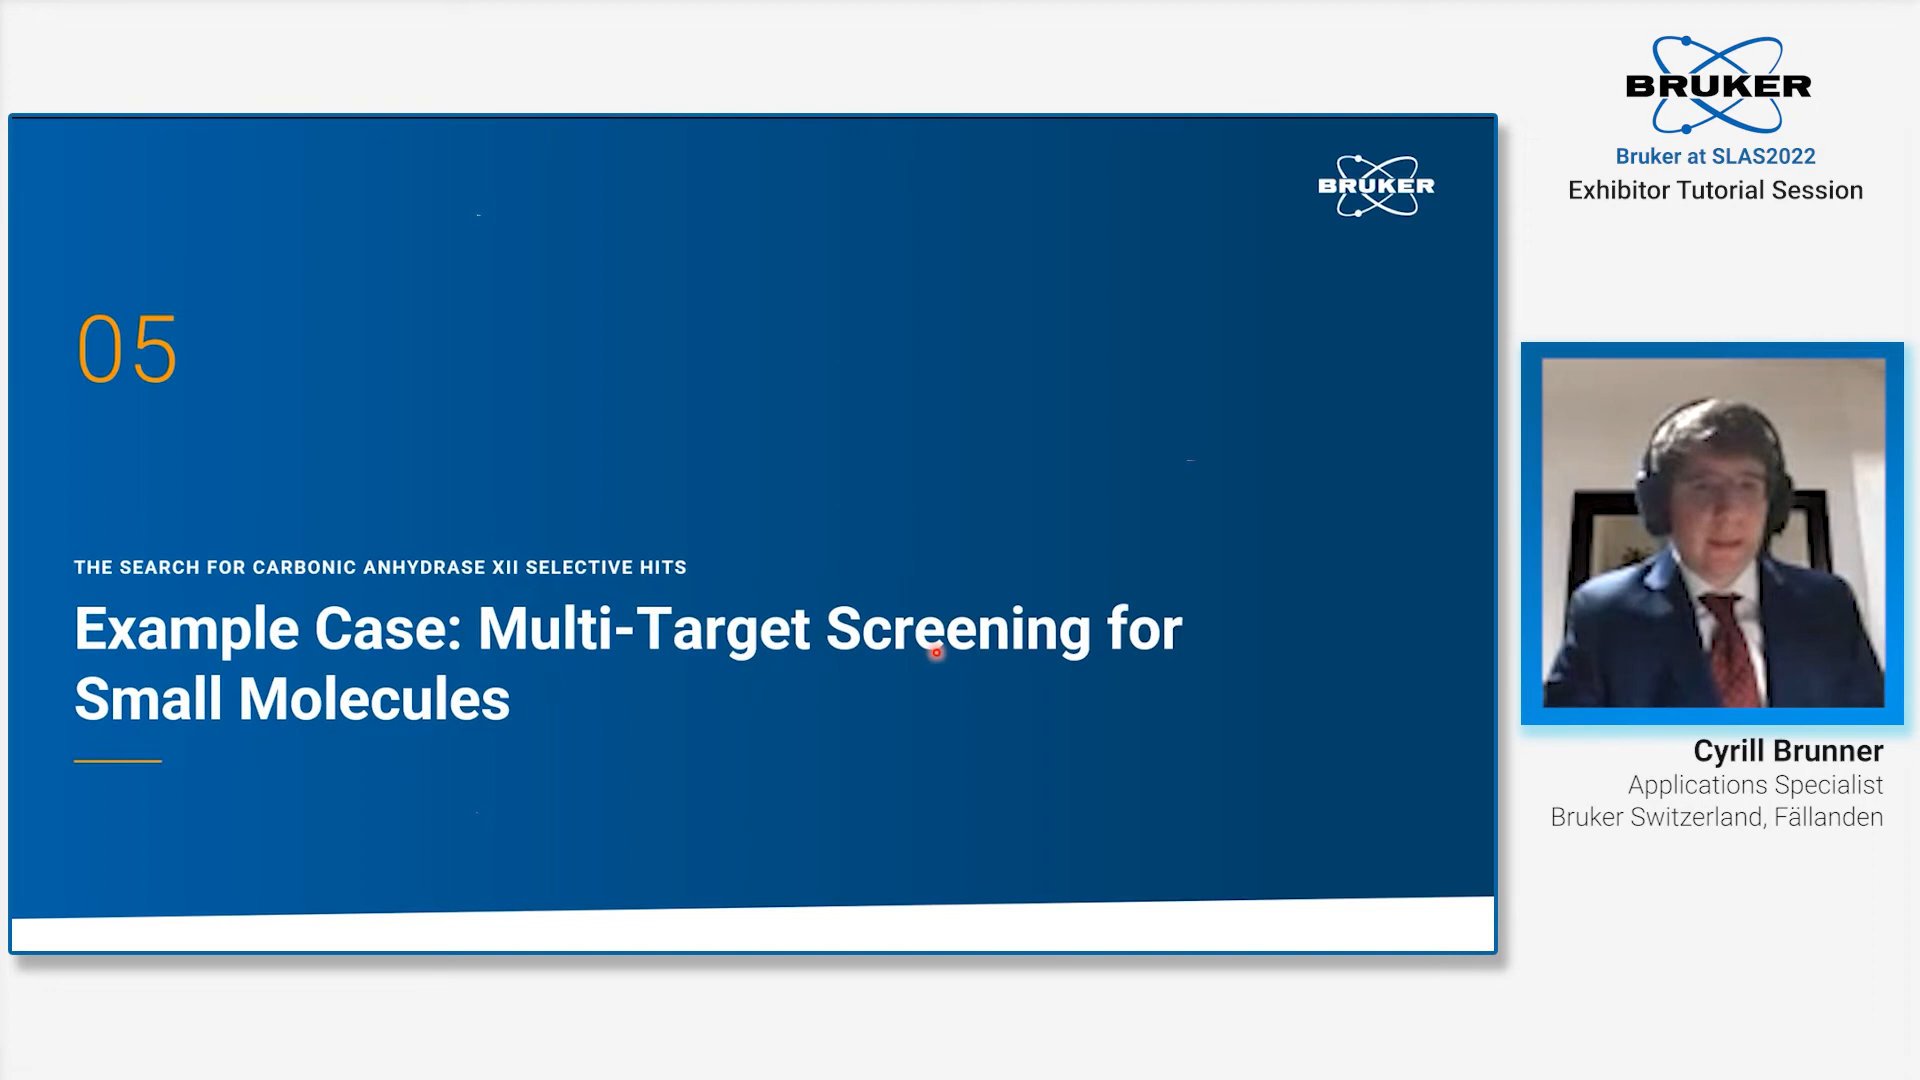 BRUKER
05
THE SEARCH FOR CARBONIC ANHYDRASE XII SELECTIVE HITS
Example Case: Multi-Target Screening for
Small Molecules
BRUKER
Bruker at SLAS2022
Exhibitor Tutorial Session
Cyrill Brunner
Applications Specialist
Bruker Switzerland, Fällanden